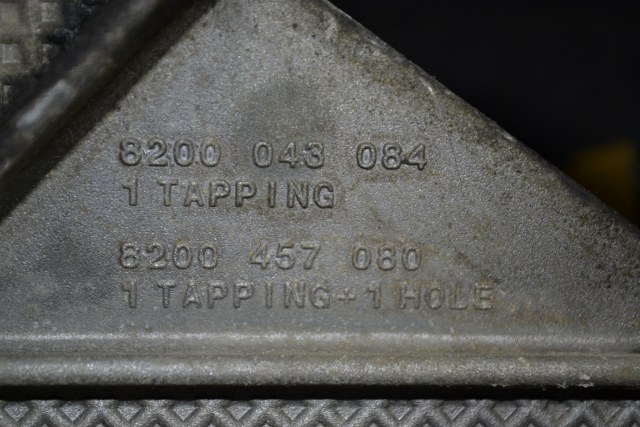 8200 043 084
1 TAPPING
8200 457 080
1 TAPPING+1 HOLE